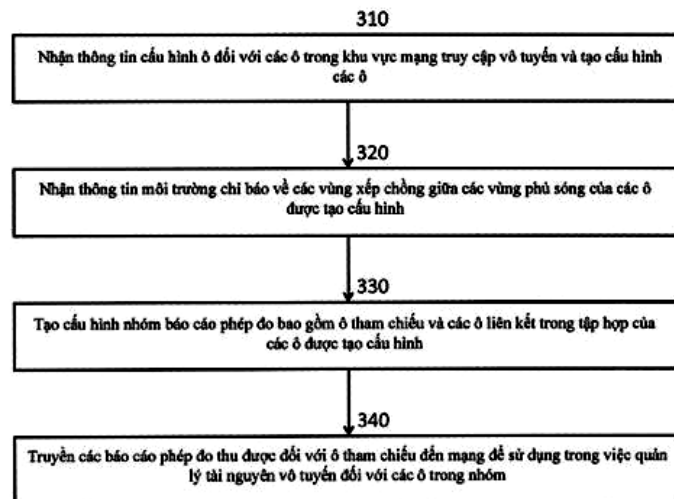 310
Nhận thông tin cấu hình ô đối với các ô trong khu vực mạng truy cập vô tuyến và tạo cấu hình
các ô
320
Nhận thông tin môi trường chỉ báo về các vùng xếp chồng giữa các vùng phủ sóng của các ô
được tạo cấu hình
330
Tạo cấu hình nhóm báo cáo phép đo bao gồm ô tham chiếu và các ô liên kết trong tập hợp của
các ô được tạo cấu hình
340
Truyền các báo cáo phép đo thu được đối với ô tham chiếu đến mạng để sử dụng trong việc quản
lý tài nguyên vô tuyến đối với các ô trong nhóm